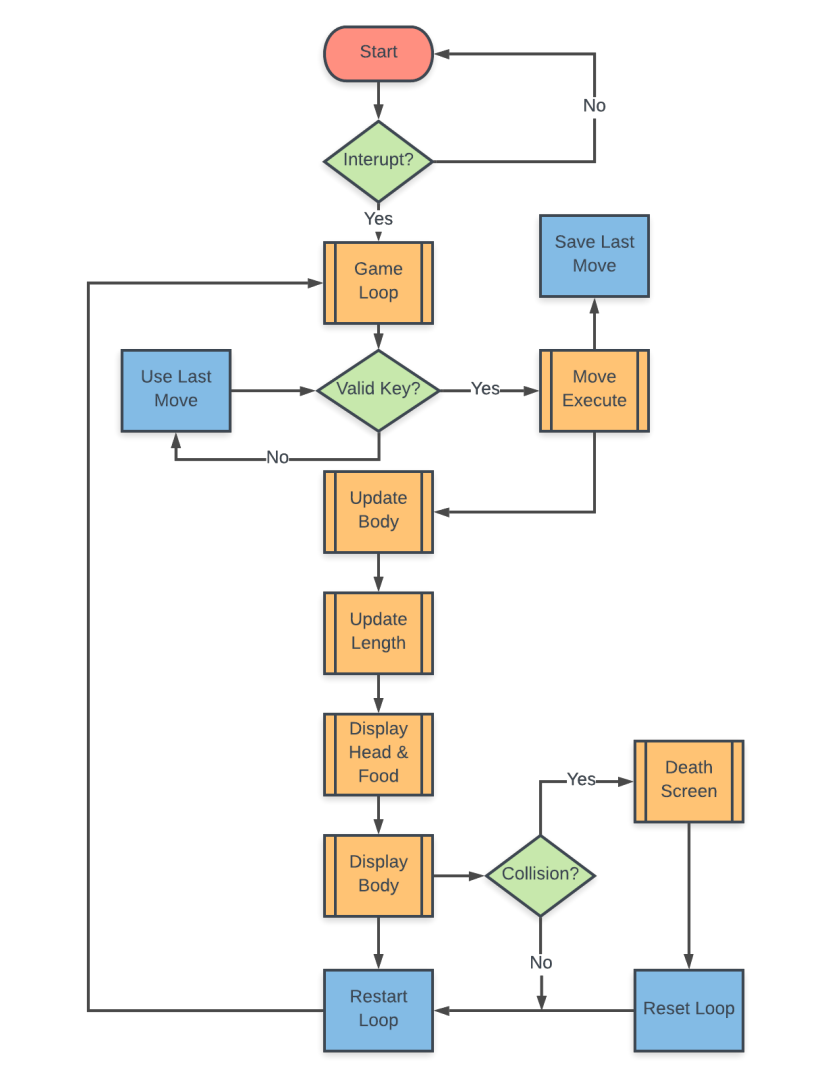 Start
No
Interupt?
Yes
Save Last
Move
Game
Loop
Use Last
Move
Valid Key?
Yes
Move
Execute
No
Update
Body
Update
Length
Display
Head &
Food
Yes
Death
Screen
Display
Body
Collision?
No
Restart
Loop
Reset Loop